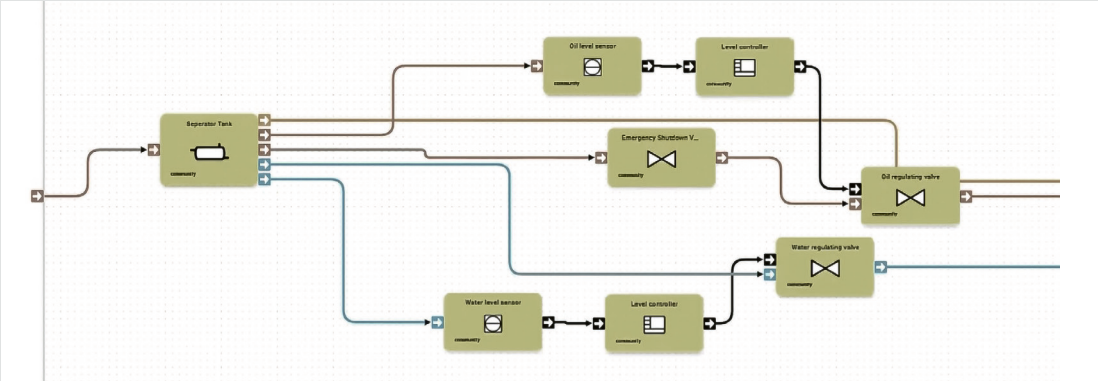 Oil level sensor
community
Level controller
community
Seperator Tank
community
Emergency Shutdown V...
community
Oil regulating valve
community
Water regulating valve
community
Water level sensor
community
Level controller
community